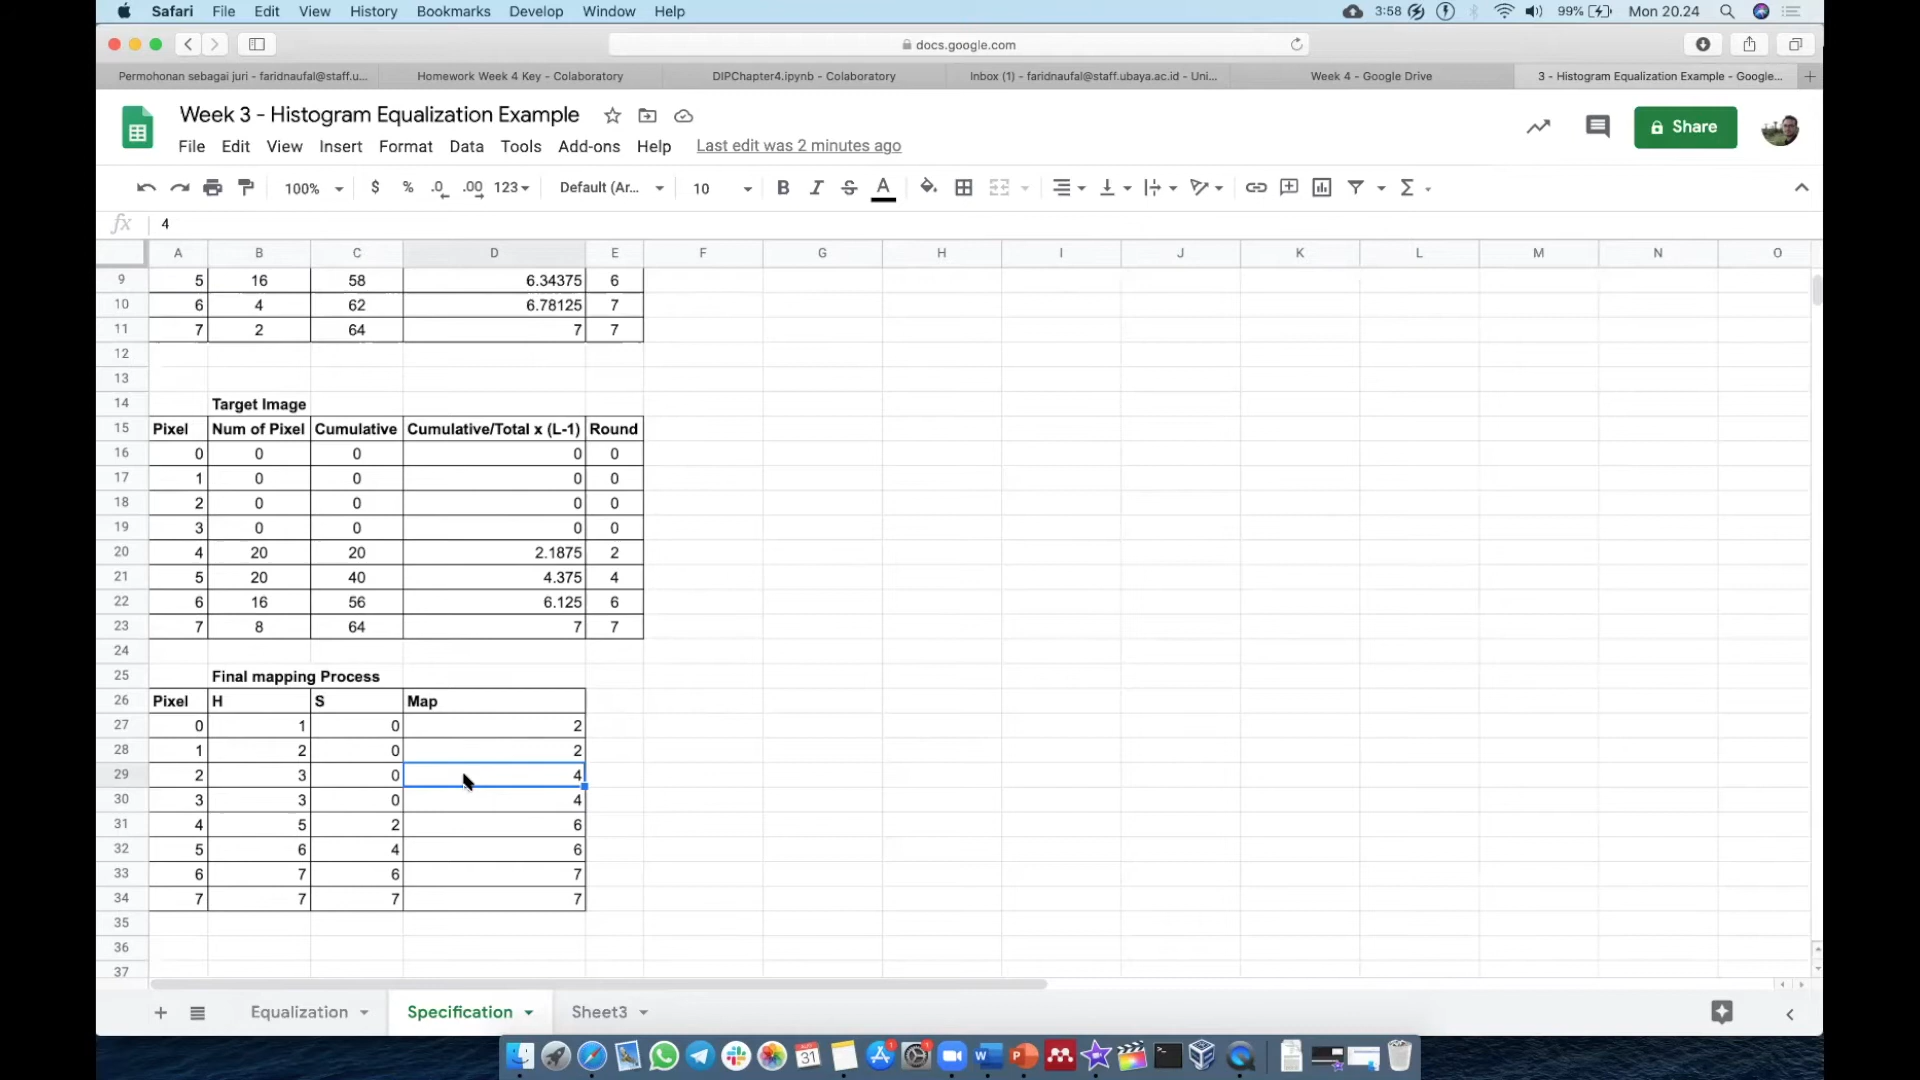 Safari File Edit View History Bookmarks Develop Window Help 3:58 99% Mon 20.24
docs.google.com
Permohonan sebagai juri - faridnaufal@staff.u... Homework Week 4 Key - Colaboratory DIPChapter4.ipynb - Colaboratory Inbox (1) - faridnaufal@staff.ubaya.ac.id - Uni... Week 4 - Google Drive 3 - Histogram Equalization Example - Google...
Week 3 - Histogram Equalization Example
Share
File Edit View Insert Format Data Tools Add-ons Help Last edit was 2 minutes ago
100% $ % .0 .00 123 Default (Ar... 10 B I S A Σ
fx 4
A B C D E F G H I J K L M N O
9 5 16 58 6.34375 6
10 6 4 62 6.78125 7
11 7 2 64 7 7
12
13
14 Target Image
15 Pixel Num of Pixel Cumulative Cumulative/Total x (L-1) Round
16 0 0 0 0 0
17 1 0 0 0 0
18 2 0 0 0 0
19 3 0 0 0 0
20 4 20 20 2.1875 2
21 5 20 40 4.375 4
22 6 16 56 6.125 6
23 7 8 64 7 7
24
25 Final mapping Process
26 Pixel H S Map
27 0 1 0 2
28 1 2 0 2
29 2 3 0 4
30 3 3 0 4
31 4 5 2 6
32 5 6 4 6
33 6 7 6 7
34 7 7 7 7
35
36
37
Equalization Specification Sheet3